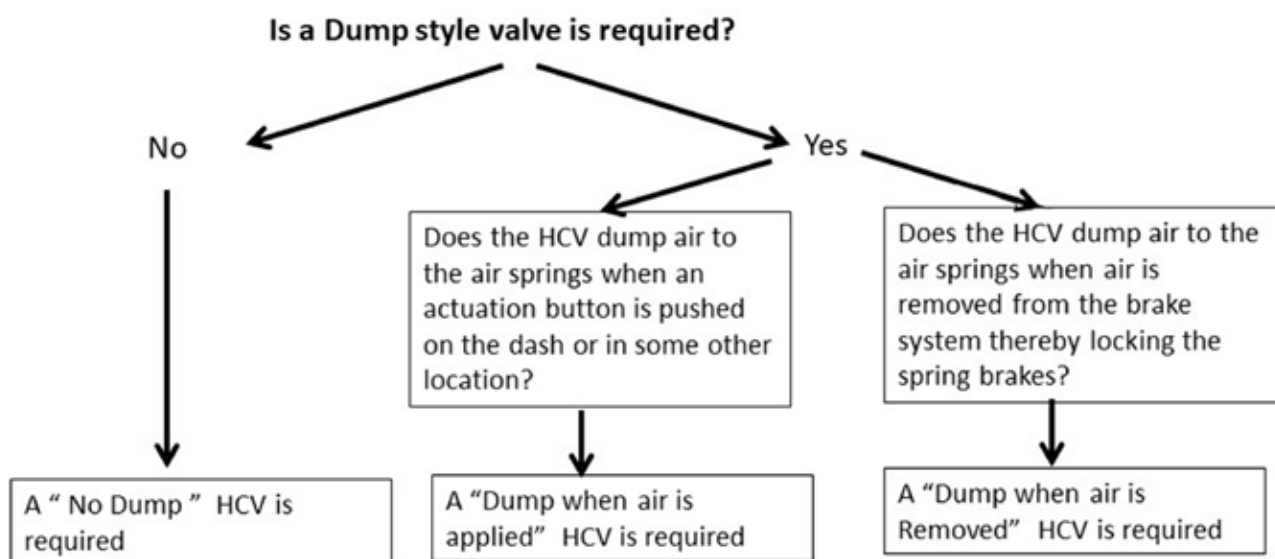 Is a Dump style valve is required?
No
Yes
Does the HCV dump air to
the air springs when an
actuation button is pushed
on the dash or in some other
location?
Does the HCV dump air to the
air springs when air is
removed from the brake
system thereby locking the
spring brakes?
A “ No Dump ” HCV is
required
A “Dump when air is
applied” HCV is required
A “Dump when air is
Removed” HCV is required